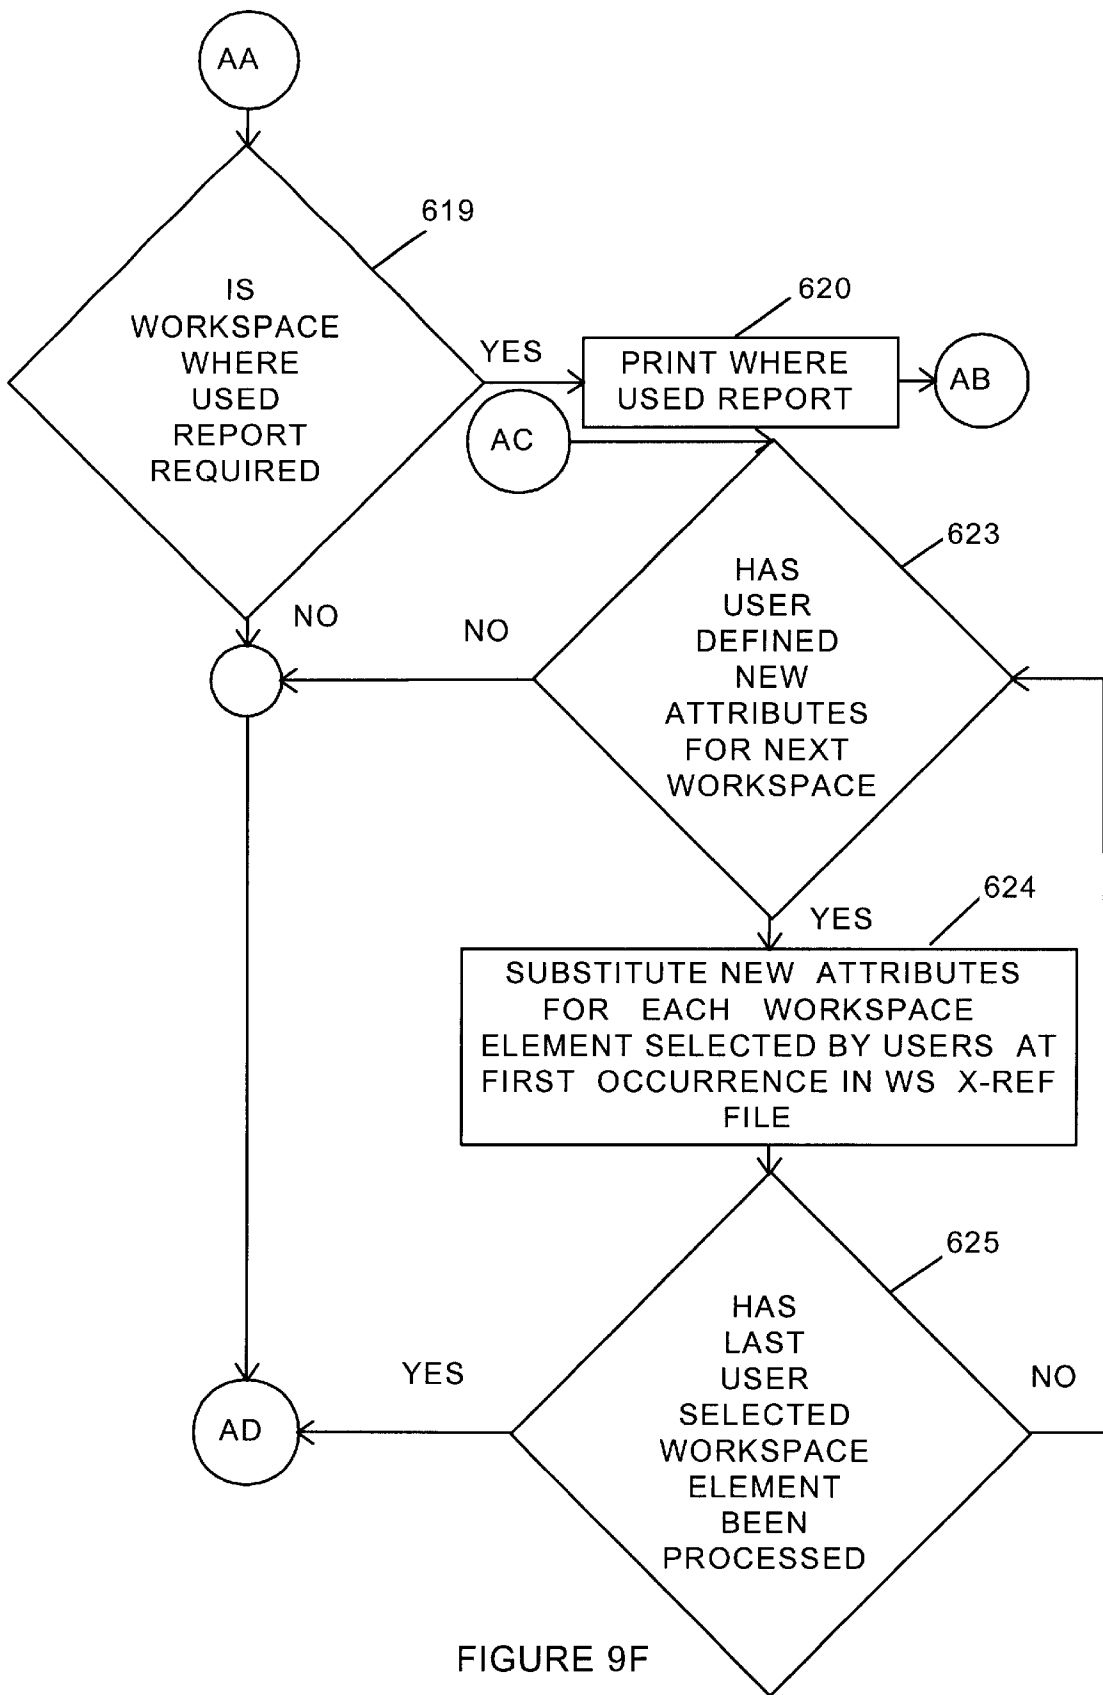 AA
619
IS
WORKSPACE
WHERE
USED
REPORT
REQUIRED
YES
620
PRINT WHERE
USED REPORT
AB
AC
NO
623
HAS
USER
DEFINED
NEW
ATTRIBUTES
FOR NEXT
WORKSPACE
NO
YES
624
SUBSTITUTE NEW ATTRIBUTES
FOR EACH WORKSPACE
ELEMENT SELECTED BY USERS AT
FIRST OCCURRENCE IN WS X-REF
FILE
625
HAS
LAST
USER
SELECTED
WORKSPACE
ELEMENT
BEEN
PROCESSED
YES
NO
AD
FIGURE 9F